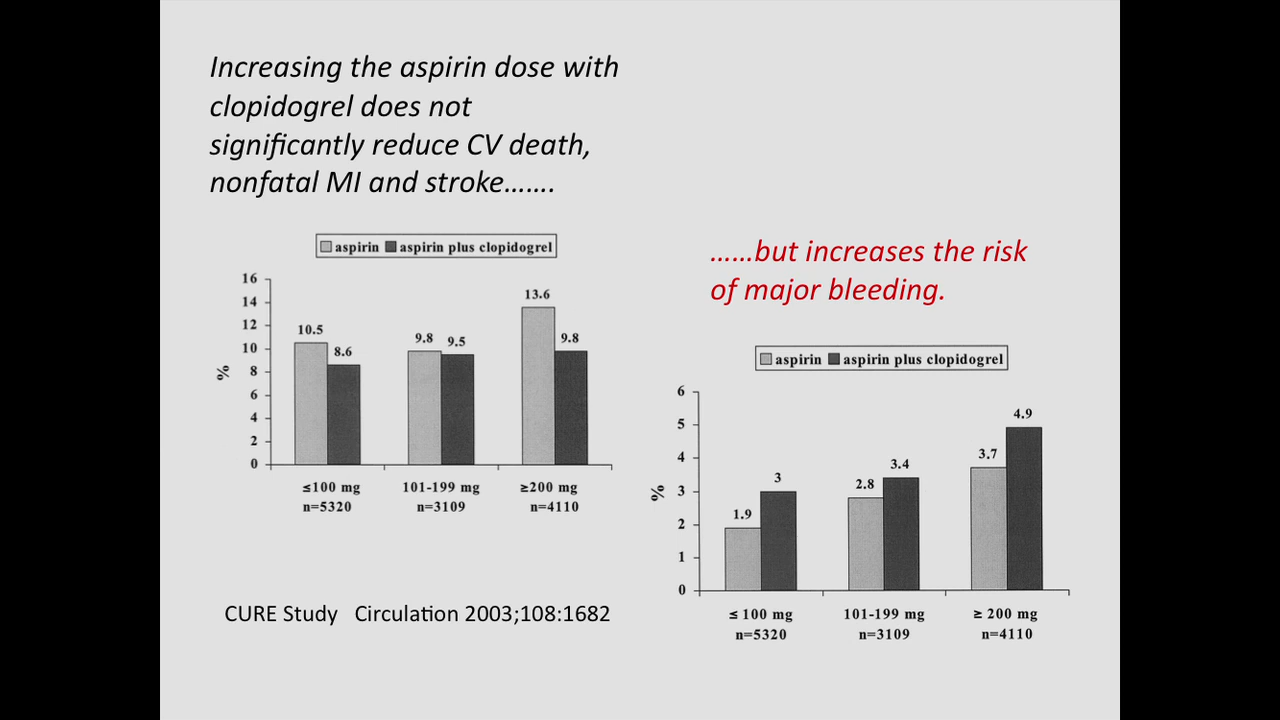 Increasing the aspirin dose with
clopidogrel does not
significantly reduce CV death,
nonfatal MI and stroke…….
aspirin aspirin plus clopidogrel
16
14
12
10
8
6
4
2
0
%
10.5
8.6
9.8
9.5
13.6
9.8
≤100 mg 101-199 mg ≥200 mg
n=5320 n=3109 n=4110
……but increases the risk
of major bleeding.
aspirin aspirin plus clopidogrel
6
5
4
3
2
1
0
%
1.9
3
2.8
3.4
3.7
4.9
≤ 100 mg 101-199 mg ≥ 200 mg
n=5320 n=3109 n=4110
CURE Study Circulation 2003;108:1682